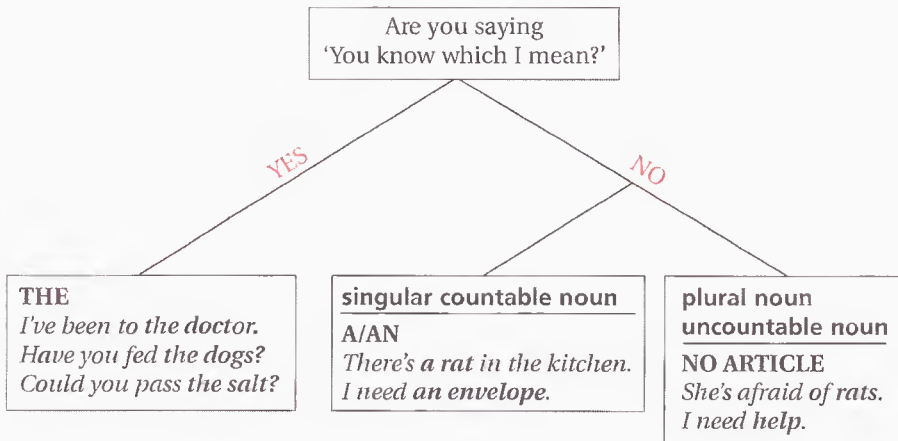 Are you saying
'You know which I mean?'
YES
NO
THE
I've been to the doctor.
Have you fed the dogs?
Could you pass the salt?
singular countable noun
A/AN
There's a rat in the kitchen.
I need an envelope.
plural noun
uncountable noun
NO ARTICLE
She's afraid of rats.
I need help.